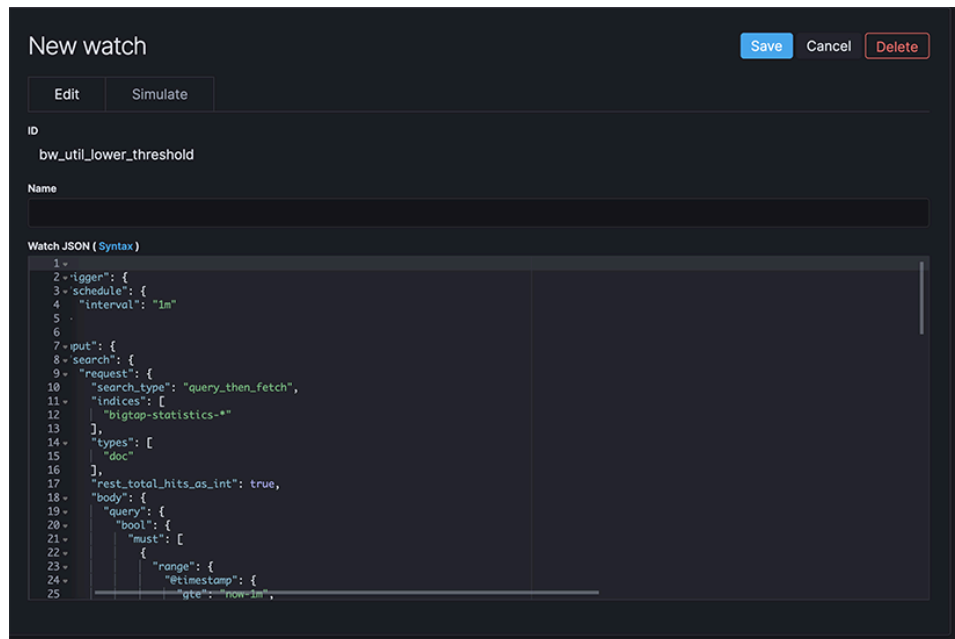 New watch
Save Cancel Delete
Edit Simulate
ID
bw_util_lower_threshold
Name
Watch JSON ( Syntax )
1
2 rigger": {
3 schedule": {
4 "interval": "1m"
5
6
7 nput": {
8 search": {
9 "request": {
10 "search_type": "query_then_fetch",
11 "indices": [
12 "bigtap-statistics-*"
13 ],
14 "types": [
15 "doc"
16 ],
17 "rest_total_hits_as_int": true,
18 "body": {
19 "query": {
20 "bool": {
21 "must": [
22 {
23 "range": {
24 "@timestamp": {
25 "gte": "now-1m",